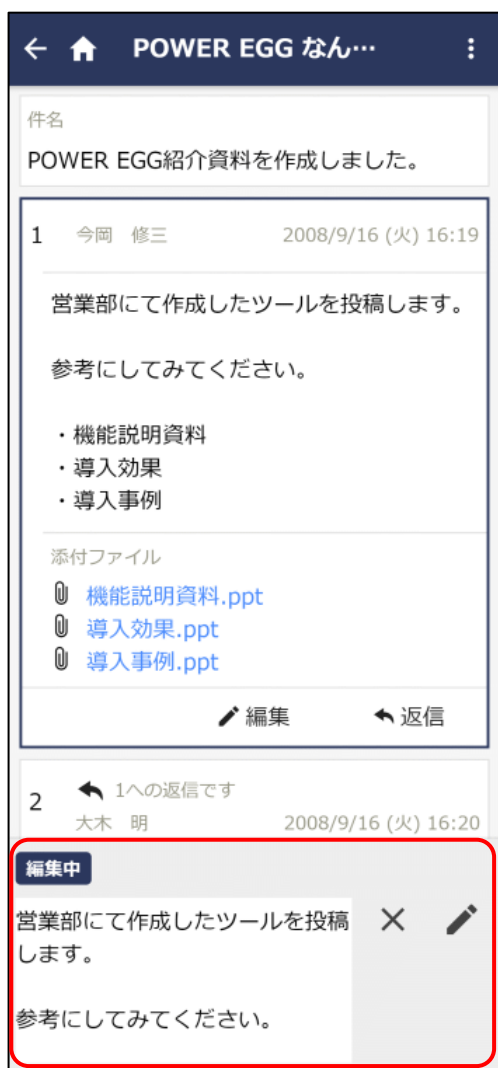 POWER EGG なん…
件名
POWER EGG紹介資料を作成しました。
1 今岡 修三 2008/9/16 (火) 16:19
営業部にて作成したツールを投稿します。
参考にしてみてください。
・機能説明資料
・導入効果
・導入事例
添付ファイル
機能説明資料.ppt
導入効果.ppt
導入事例.ppt
編集 返信
2 1への返信です
大木 明 2008/9/16 (火) 16:20
編集中
営業部にて作成したツールを投稿
します。
参考にしてみてください。